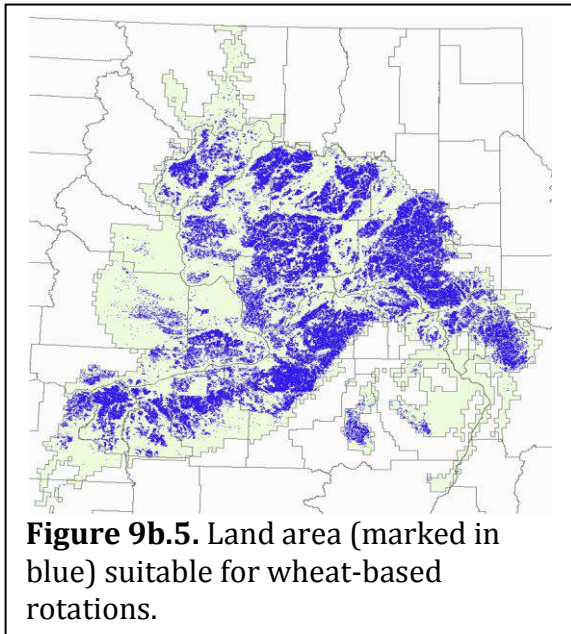 Figure 9b.5. Land area (marked in
blue) suitable for wheat-based
rotations.